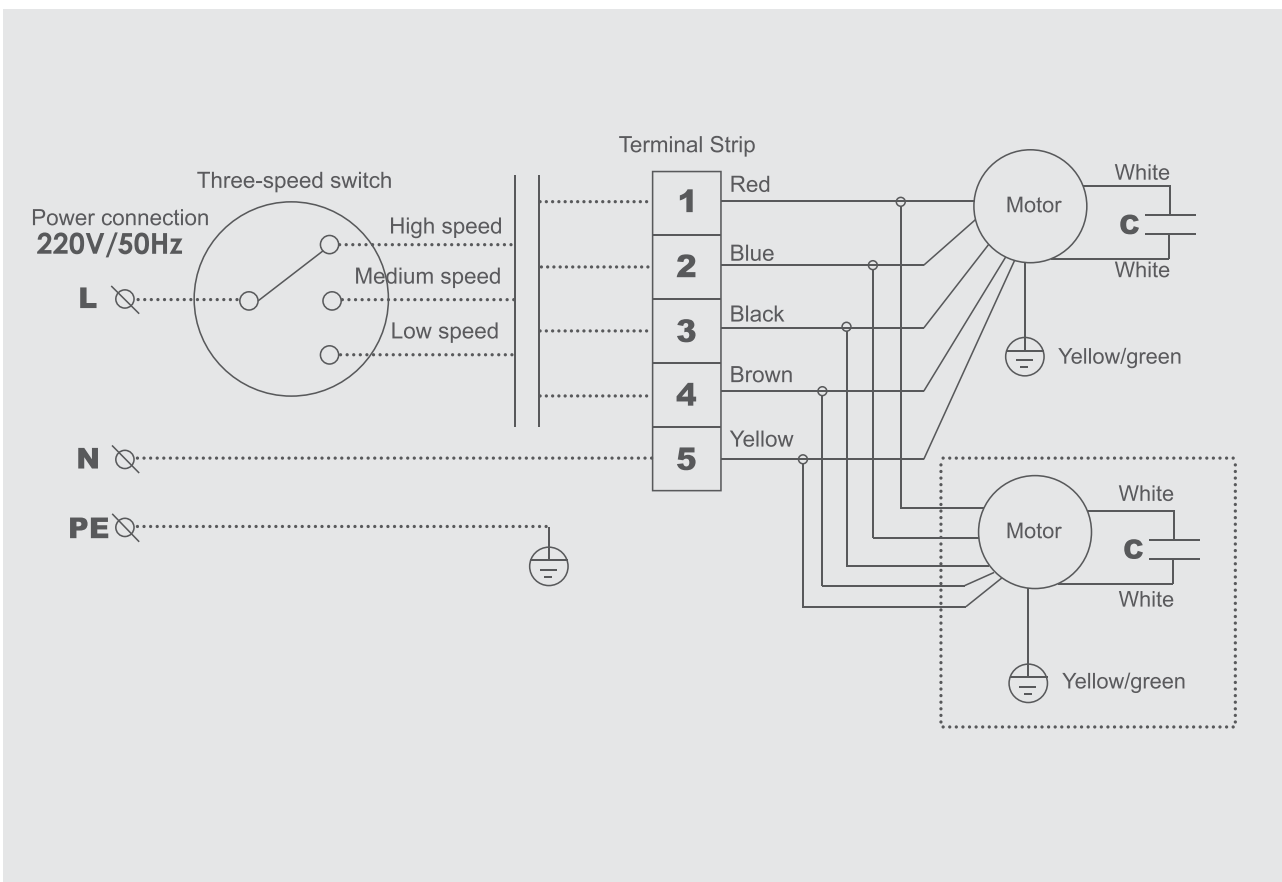 Terminal Strip
Three-speed switch
Power connection
220V/50Hz
High speed
Medium speed
Low speed
L
N
PE
1
2
3
4
5
Red
Blue
Black
Brown
Yellow
Motor
White
C
White
Yellow/green
Motor
White
C
White
Yellow/green